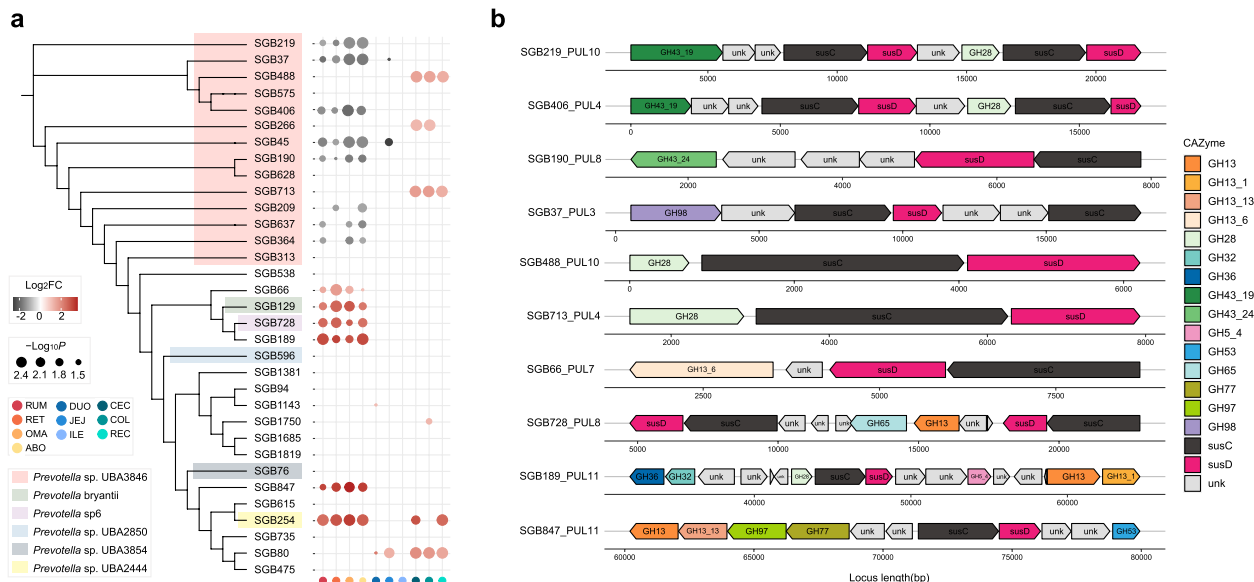 a
SGB219
SGB37
SGB488
SGB575
SGB406
SGB266
SGB45
SGB190
SGB628
SGB713
SGB209
SGB637
SGB364
SGB313
SGB538
SGB66
SGB129
SGB728
SGB189
SGB596
SGB1381
SGB94
SGB1143
SGB1750
SGB1685
SGB1819
SGB76
SGB847
SGB615
SGB254
SGB735
SGB80
SGB475
Log2FC
-2 0 2
−Log10P
2.4 2.1 1.8 1.5
RUM DUO CEC
RET JEJ COL
OMA ILE REC
ABO
Prevotella sp. UBA3846
Prevotella bryantii
Prevotella sp6
Prevotella sp. UBA2850
Prevotella sp. UBA3854
Prevotella sp. UBA2444
b
SGB219_PUL10
GH43_19 unk unk susC susD unk GH28 susC susD
5000 10000 15000 20000
SGB406_PUL4
GH43_19 unk unk susC susD unk GH28 susC susD
0 5000 10000 15000
SGB190_PUL8
GH43_24 unk unk unk susD susC
2000 4000 6000 8000
SGB37_PUL3
GH98 unk susC susD unk unk susC
0 5000 10000 15000
SGB488_PUL10
GH28 susC susD
0 2000 4000 6000
SGB713_PUL4
GH28 susC susD
2000 4000 6000 8000
SGB66_PUL7
GH13_6 unk susD susC
2500 5000 7500
SGB728_PUL8
susD susC unk unk unk GH65 GH13 unk susD susC
5000 10000 15000 20000
SGB189_PUL11
GH36 GH32 unk unk unk GH28 susC susD unk unk GH5_4 unk unk GH13 GH13_1
40000 50000 60000
SGB847_PUL11
GH13 GH13_13 GH97 GH77 unk unk susC susD unk unk GH53
60000 65000 70000 75000 80000
Locus length(bp)
CAZyme
GH13
GH13_1
GH13_13
GH13_6
GH28
GH32
GH36
GH43_19
GH43_24
GH5_4
GH53
GH65
GH77
GH97
GH98
susC
susD
unk